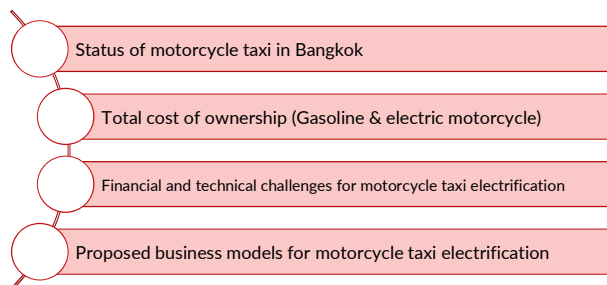 Status of motorcycle taxi in Bangkok
Total cost of ownership (Gasoline & electric motorcycle)
Financial and technical challenges for motorcycle taxi electrification
Proposed business models for motorcycle taxi electrification